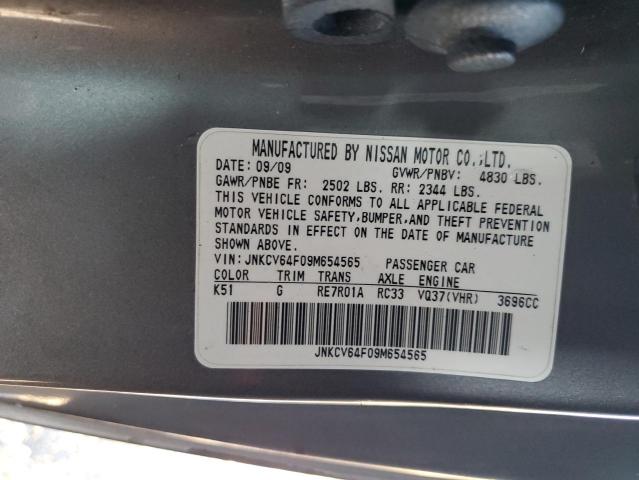 MANUFACTURED BY NISSAN MOTOR CO.,LTD.
DATE: 09/09 GVWR/PNBV: 4830 LBS.
GAWR/PNBE FR: 2502 LBS. RR: 2344 LBS.
THIS VEHICLE CONFORMS TO ALL APPLICABLE FEDERAL
MOTOR VEHICLE SAFETY,BUMPER,AND THEFT PREVENTION
STANDARDS IN EFFECT ON THE DATE OF MANUFACTURE
SHOWN ABOVE.
VIN: JNKCV64F09M654565 PASSENGER CAR
COLOR TRIM TRANS AXLE ENGINE
K51 G RE7R01A RC33 VQ37(VHR) 3696CC
JNKCV64F09M654565